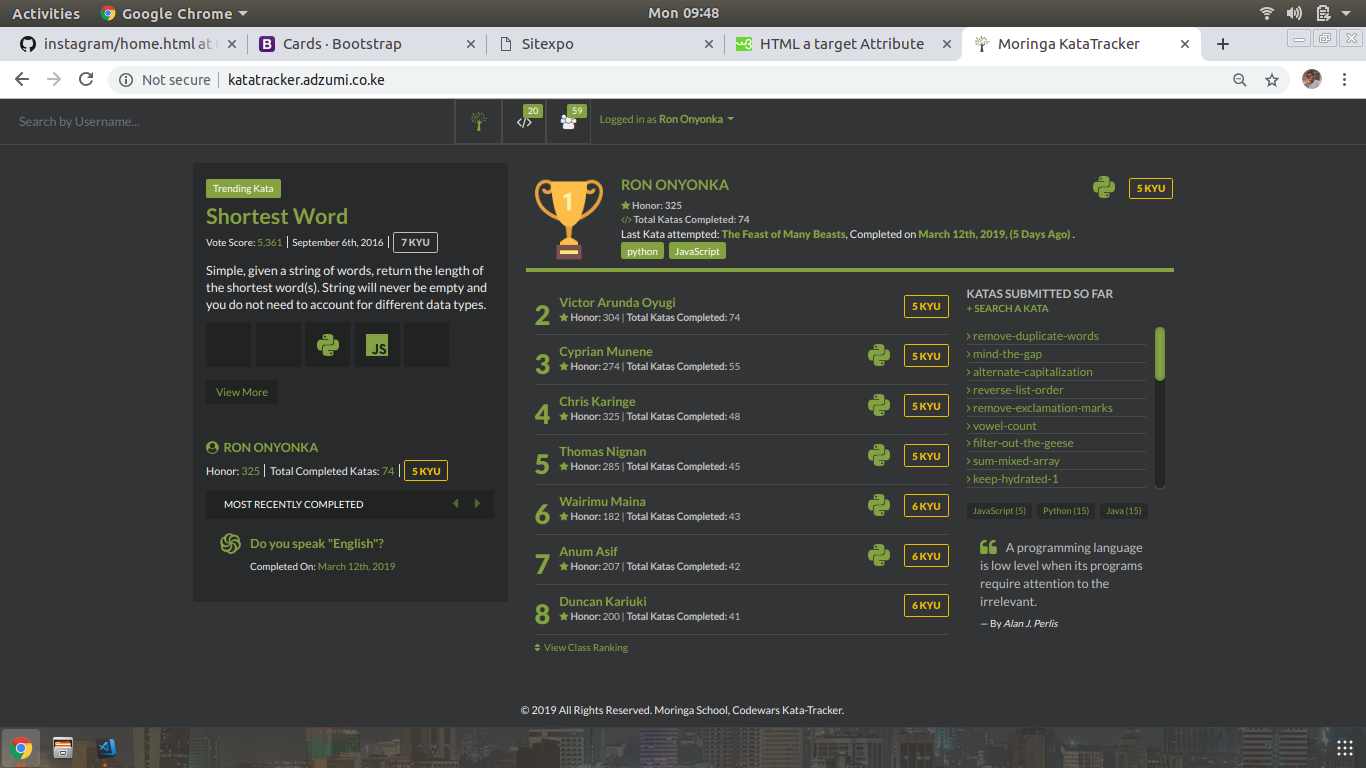 Activities
Google Chrome
Mon 09:48
instagram/home.html at
Cards · Bootstrap
Sitexpo
HTML a target Attribute
Moringa KataTracker
Not secure
katatracker.adzumi.co.ke
Search by Username...
20
59
Logged in as Ron Onyonka
Trending Kata
Shortest Word
Vote Score: 5,361 | September 6th, 2016 | 7 KYU
Simple, given a string of words, return the length of
the shortest word(s). String will never be empty and
you do not need to account for different data types.
JS
View More
RON ONYONKA
Honor: 325 | Total Completed Katas: 74 | 5 KYU
MOST RECENTLY COMPLETED
Do you speak "English"?
Completed On: March 12th, 2019
1
RON ONYONKA
5 KYU
Honor: 325
</> Total Katas Completed: 74
Last Kata attempted: The Feast of Many Beasts, Completed on March 12th, 2019, (5 Days Ago) .
python
JavaScript
2
Victor Arunda Oyugi
Honor: 304 | Total Katas Completed: 74
5 KYU
3
Cyprian Munene
Honor: 274 | Total Katas Completed: 55
5 KYU
4
Chris Karinge
Honor: 325 | Total Katas Completed: 48
5 KYU
5
Thomas Nignan
Honor: 285 | Total Katas Completed: 45
5 KYU
6
Wairimu Maina
Honor: 182 | Total Katas Completed: 43
6 KYU
7
Anum Asif
Honor: 207 | Total Katas Completed: 42
6 KYU
8
Duncan Kariuki
Honor: 200 | Total Katas Completed: 41
6 KYU
View Class Ranking
KATAS SUBMITTED SO FAR
+ SEARCH A KATA
> remove-duplicate-words
> mind-the-gap
> alternate-capitalization
> reverse-list-order
> remove-exclamation-marks
> vowel-count
> filter-out-the-geese
> sum-mixed-array
> keep-hydrated-1
JavaScript (5)
Python (15)
Java (15)
“ A programming language
is low level when its programs
require attention to the
irrelevant.
— By Alan J. Perlis
© 2019 All Rights Reserved. Moringa School, Codewars Kata-Tracker.